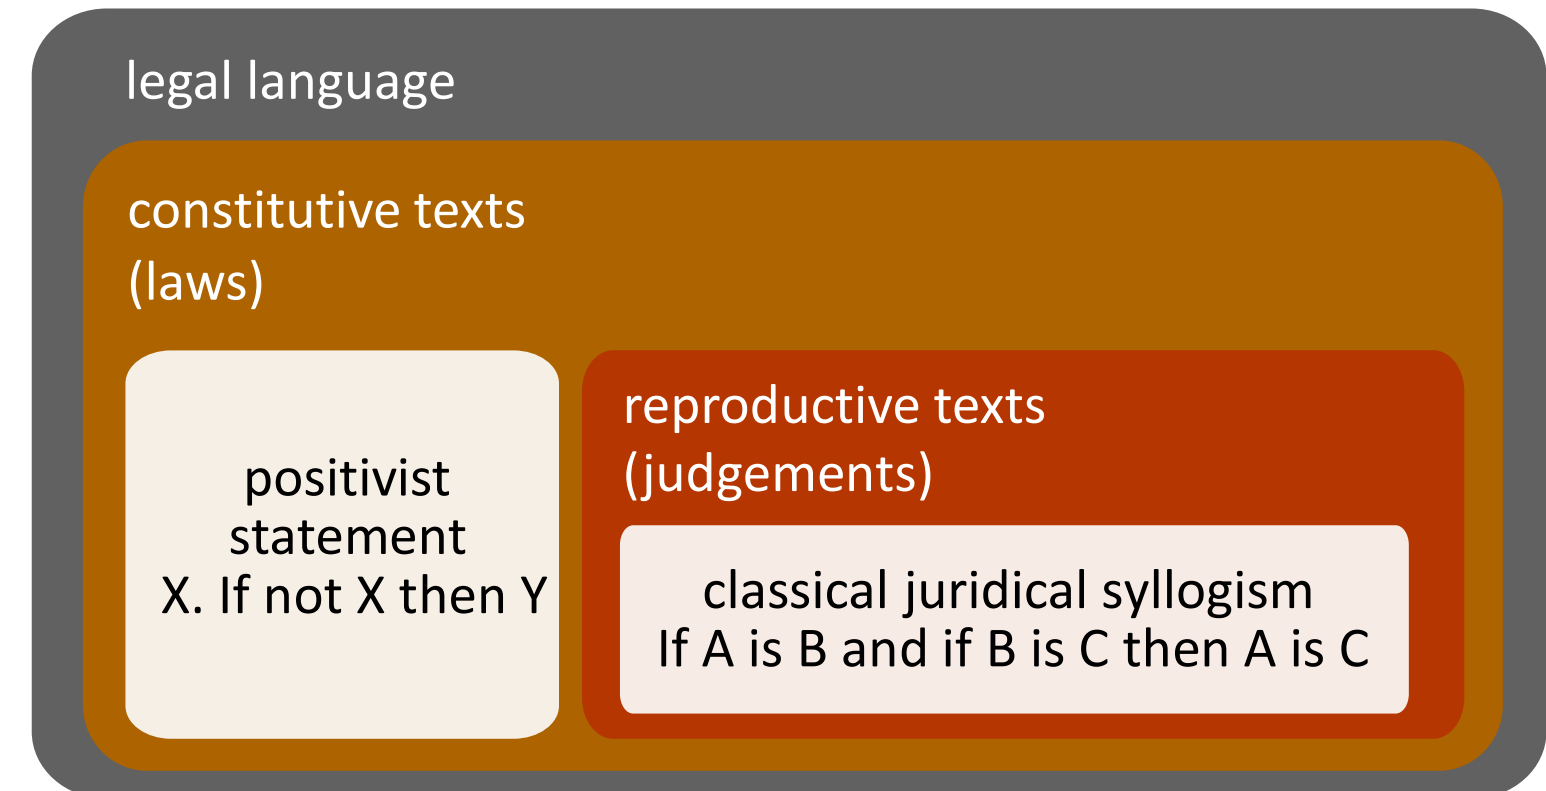 legal language
constitutive texts
(laws)
positivist
statement
X. If not X then Y
reproductive texts
(judgements)
classical juridical syllogism
If A is B and if B is C then A is C